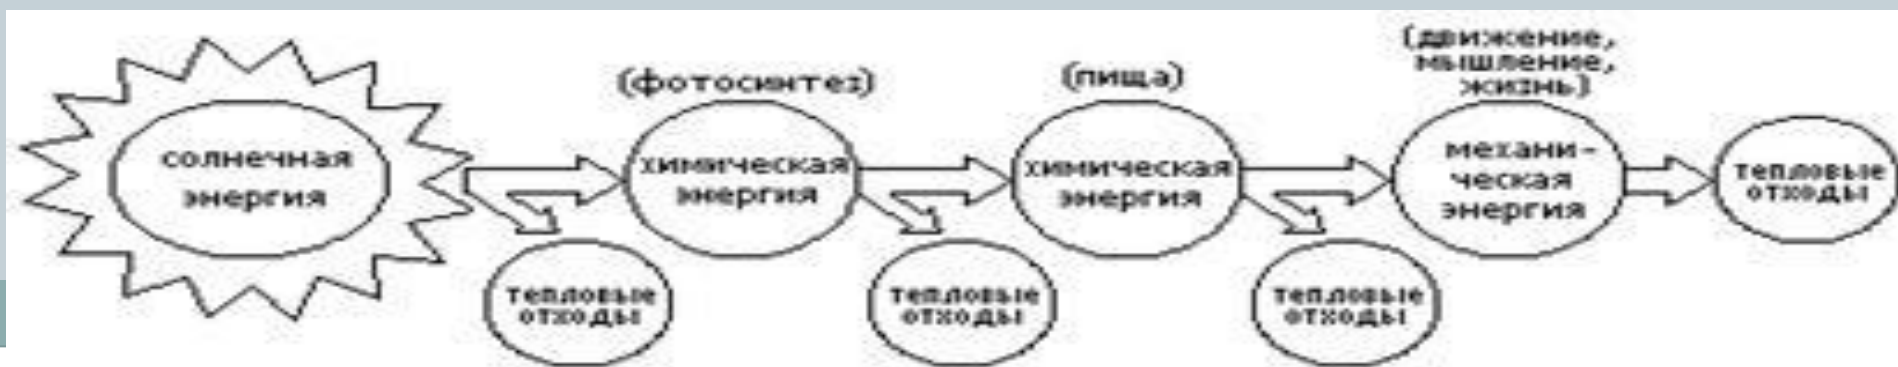 солнечная
энергия
(фотосинтез)
химическая
энергия
(пища)
химическая
энергия
(движение,
мышление,
жизнь)
механи-
ческая
энергия
тепловые
отходы
тепловые
отходы
тепловые
отходы
тепловые
отходы